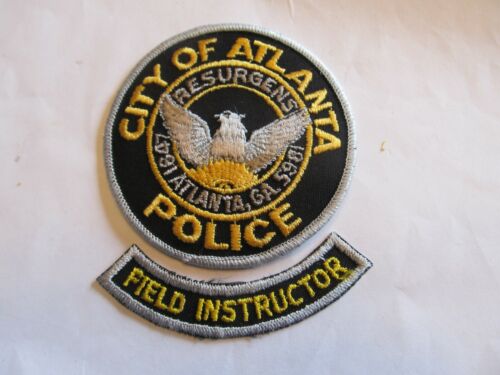 CITY OF ATLANTA
RESURGENS
1847 ATLANTA, GA. 1865
POLICE
FIELD INSTRUCTOR